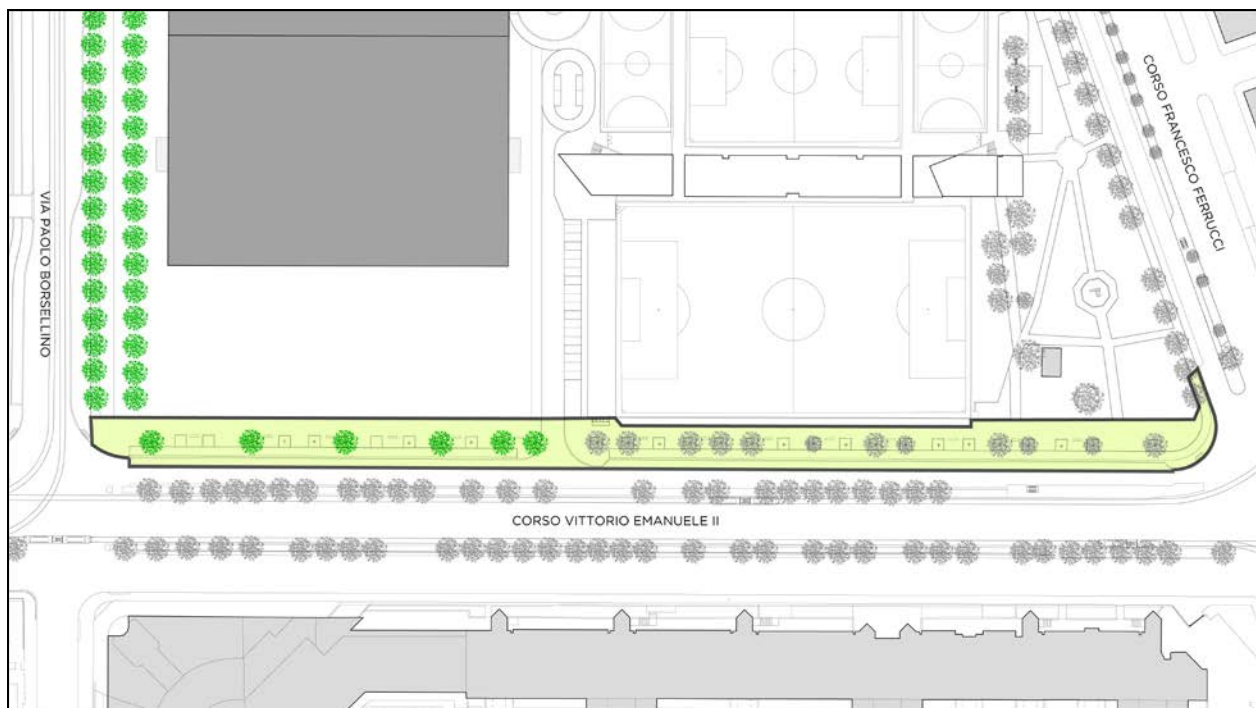 CORSO FRANCESCO FERRUCCI
VIA PAOLO BORSELLINO
P
CORSO VITTORIO EMANUELE II